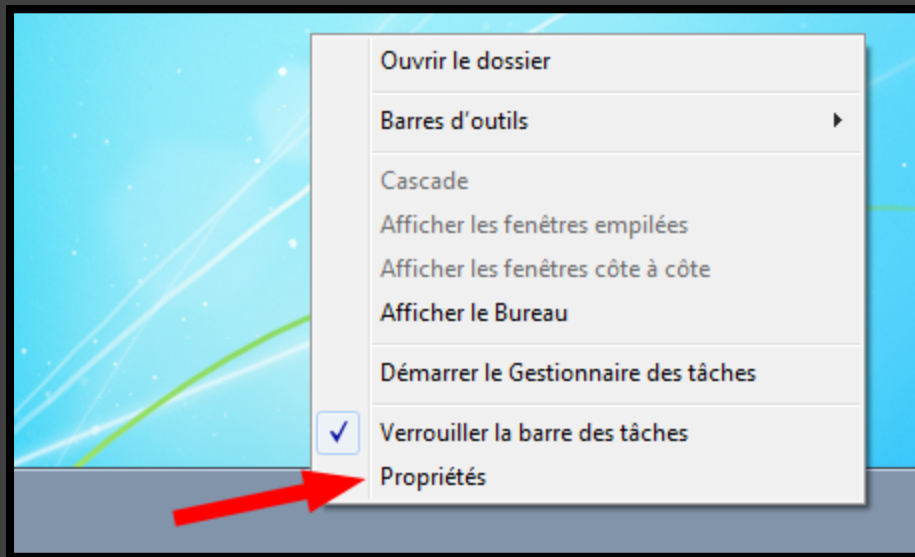 Ouvrir le dossier
Barres d'outils
Cascade
Afficher les fenêtres empilées
Afficher les fenêtres côte à côte
Afficher le Bureau
Démarrer le Gestionnaire des tâches
Verrouiller la barre des tâches
Propriétés